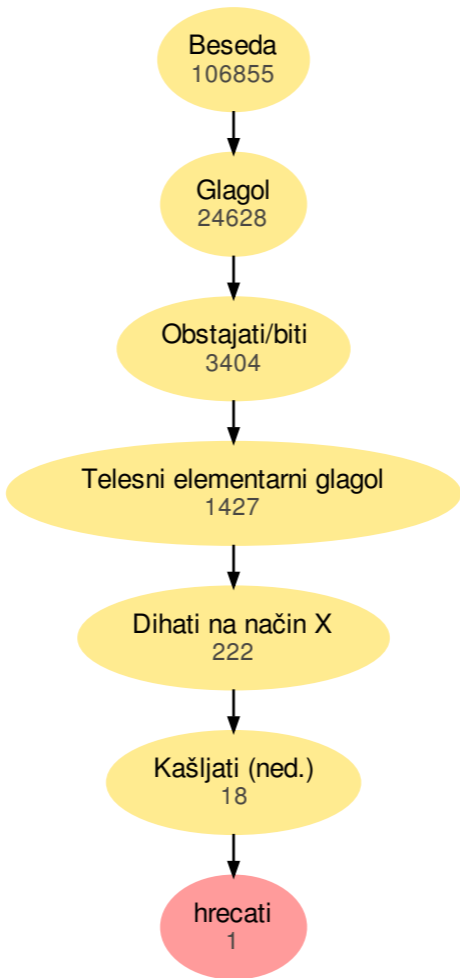 Beseda
106855
Glagol
24628
Obstajati/biti
3404
Telesni elementarni glagol
1427
Dihati na način X
222
Kašljati (ned.)
18
hrecati
1